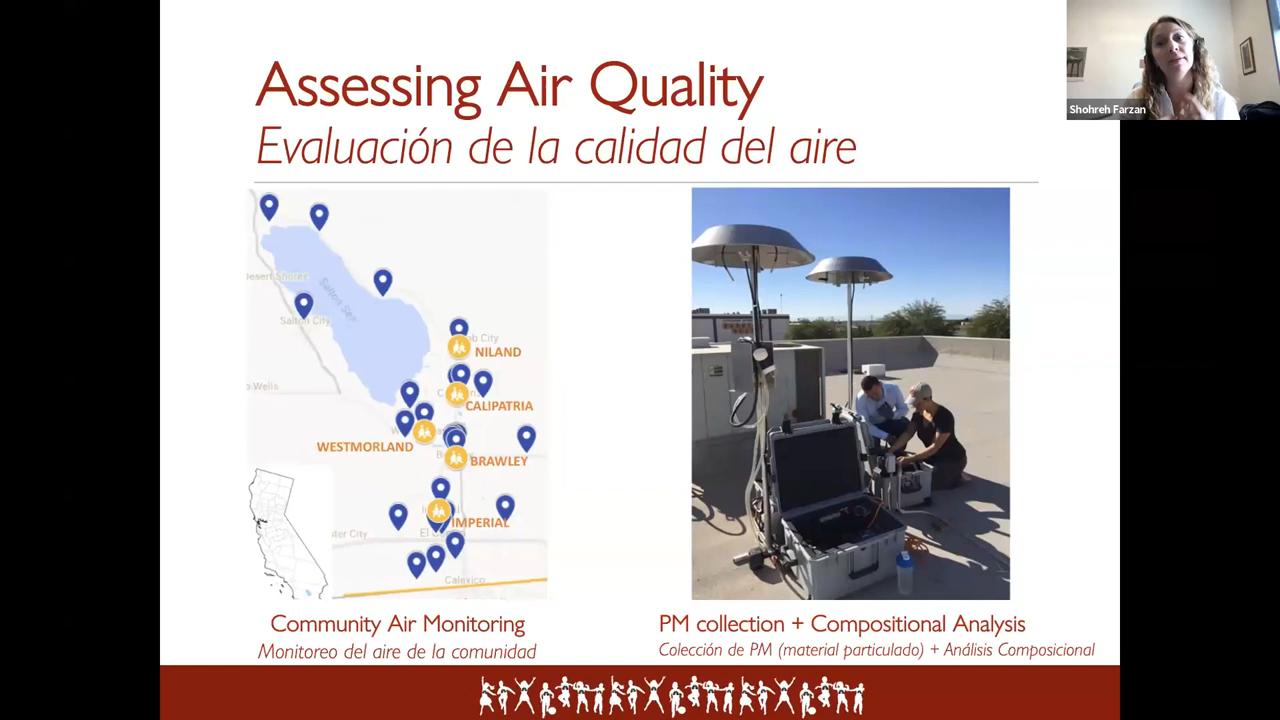 Assessing Air Quality
Evaluación de la calidad del aire
Shohreh Farzan
Desert Shores
Salton Sea
Salton City
NILAND
CALIPATRIA
WESTMORLAND
BRAWLEY
IMPERIAL
Calexico
Community Air Monitoring
Monitoreo del aire de la comunidad
PM collection + Compositional Analysis
Colección de PM (material particulado) + Análisis Composicional